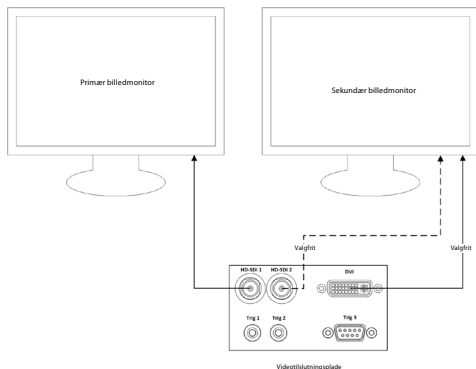 Primær billedmonitor
Sekundær billedmonitor
Valgfrit
Valgfrit
HD-SDI 1
HD-SDI 2
DVI
Trig 1
Trig 2
Trig 3
Videotilslutningsplade